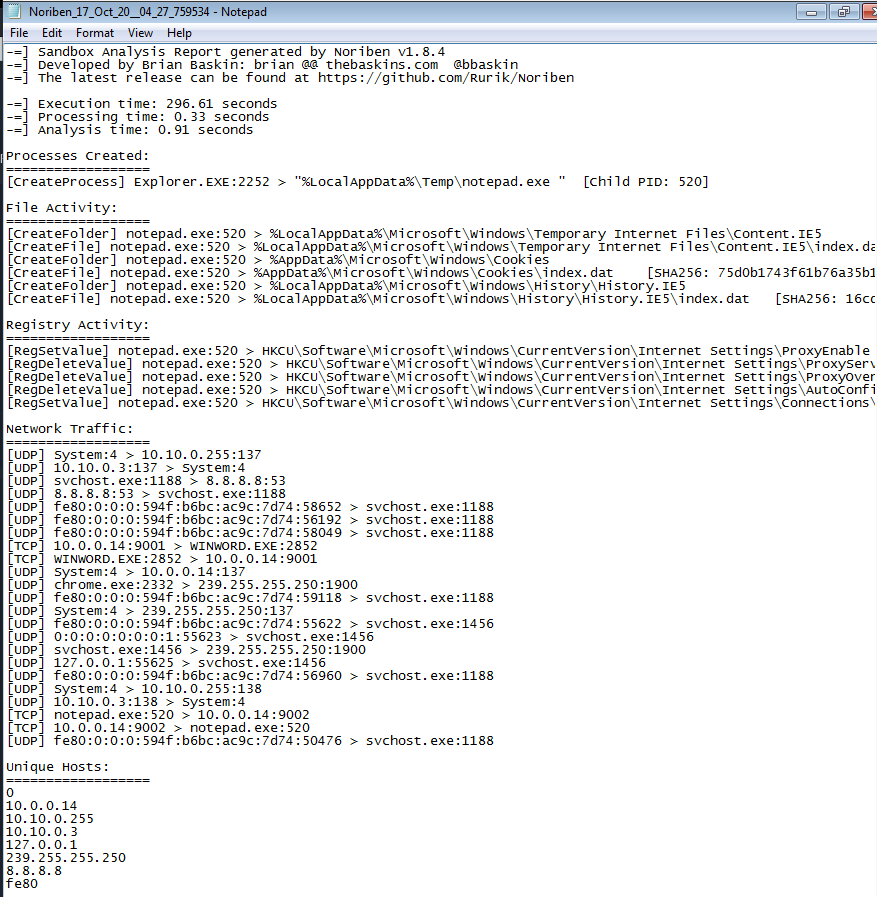 Noriben_17_Oct_20__04_27_759534 - Notepad
File Edit Format View Help
-=] Sandbox Analysis Report generated by Noriben v1.8.4
-=] Developed by Brian Baskin: brian @@ thebaskins.com  @bbaskin
-=] The latest release can be found at https://github.com/Rurik/Noriben
-=] Execution time: 296.61 seconds
-=] Processing time: 0.33 seconds
-=] Analysis time: 0.91 seconds
Processes Created:
==================
[CreateProcess] Explorer.EXE:2252 > "%LocalAppData%\Temp\notepad.exe "  [Child PID: 520]
File Activity:
==================
[CreateFolder] notepad.exe:520 > %LocalAppData%\Microsoft\Windows\Temporary Internet Files\Content.IE5
[CreateFile] notepad.exe:520 > %LocalAppData%\Microsoft\Windows\Temporary Internet Files\Content.IE5\index.da
[CreateFolder] notepad.exe:520 > %AppData%\Microsoft\Windows\Cookies
[CreateFile] notepad.exe:520 > %AppData%\Microsoft\Windows\Cookies\index.dat    [SHA256: 75d0b1743f61b76a35b1
[CreateFolder] notepad.exe:520 > %LocalAppData%\Microsoft\Windows\History\History.IE5
[CreateFile] notepad.exe:520 > %LocalAppData%\Microsoft\Windows\History\History.IE5\index.dat   [SHA256: 16cc
Registry Activity:
==================
[RegSetValue] notepad.exe:520 > HKCU\Software\Microsoft\Windows\CurrentVersion\Internet Settings\ProxyEnable
[RegDeleteValue] notepad.exe:520 > HKCU\Software\Microsoft\Windows\CurrentVersion\Internet Settings\ProxyServ
[RegDeleteValue] notepad.exe:520 > HKCU\Software\Microsoft\Windows\CurrentVersion\Internet Settings\ProxyOver
[RegDeleteValue] notepad.exe:520 > HKCU\Software\Microsoft\Windows\CurrentVersion\Internet Settings\AutoConfi
[RegSetValue] notepad.exe:520 > HKCU\Software\Microsoft\Windows\CurrentVersion\Internet Settings\Connections\
Network Traffic:
==================
[UDP] System:4 > 10.10.0.255:137
[UDP] 10.10.0.3:137 > System:4
[UDP] svchost.exe:1188 > 8.8.8.8:53
[UDP] 8.8.8.8:53 > svchost.exe:1188
[UDP] fe80:0:0:0:594f:b6bc:ac9c:7d74:58652 > svchost.exe:1188
[UDP] fe80:0:0:0:594f:b6bc:ac9c:7d74:56192 > svchost.exe:1188
[UDP] fe80:0:0:0:594f:b6bc:ac9c:7d74:58049 > svchost.exe:1188
[TCP] 10.0.0.14:9001 > WINWORD.EXE:2852
[TCP] WINWORD.EXE:2852 > 10.0.0.14:9001
[UDP] System:4 > 10.0.0.14:137
[UDP] chrome.exe:2332 > 239.255.255.250:1900
[UDP] fe80:0:0:0:594f:b6bc:ac9c:7d74:59118 > svchost.exe:1188
[UDP] System:4 > 239.255.255.250:137
[UDP] fe80:0:0:0:594f:b6bc:ac9c:7d74:55622 > svchost.exe:1456
[UDP] 0:0:0:0:0:0:0:1:55623 > svchost.exe:1456
[UDP] svchost.exe:1456 > 239.255.255.250:1900
[UDP] 127.0.0.1:55625 > svchost.exe:1456
[UDP] fe80:0:0:0:594f:b6bc:ac9c:7d74:56960 > svchost.exe:1188
[UDP] System:4 > 10.10.0.255:138
[UDP] 10.10.0.3:138 > System:4
[TCP] notepad.exe:520 > 10.0.0.14:9002
[TCP] 10.0.0.14:9002 > notepad.exe:520
[UDP] fe80:0:0:0:594f:b6bc:ac9c:7d74:50476 > svchost.exe:1188
Unique Hosts:
==================
0
10.0.0.14
10.10.0.255
10.10.0.3
127.0.0.1
239.255.255.250
8.8.8.8
fe80